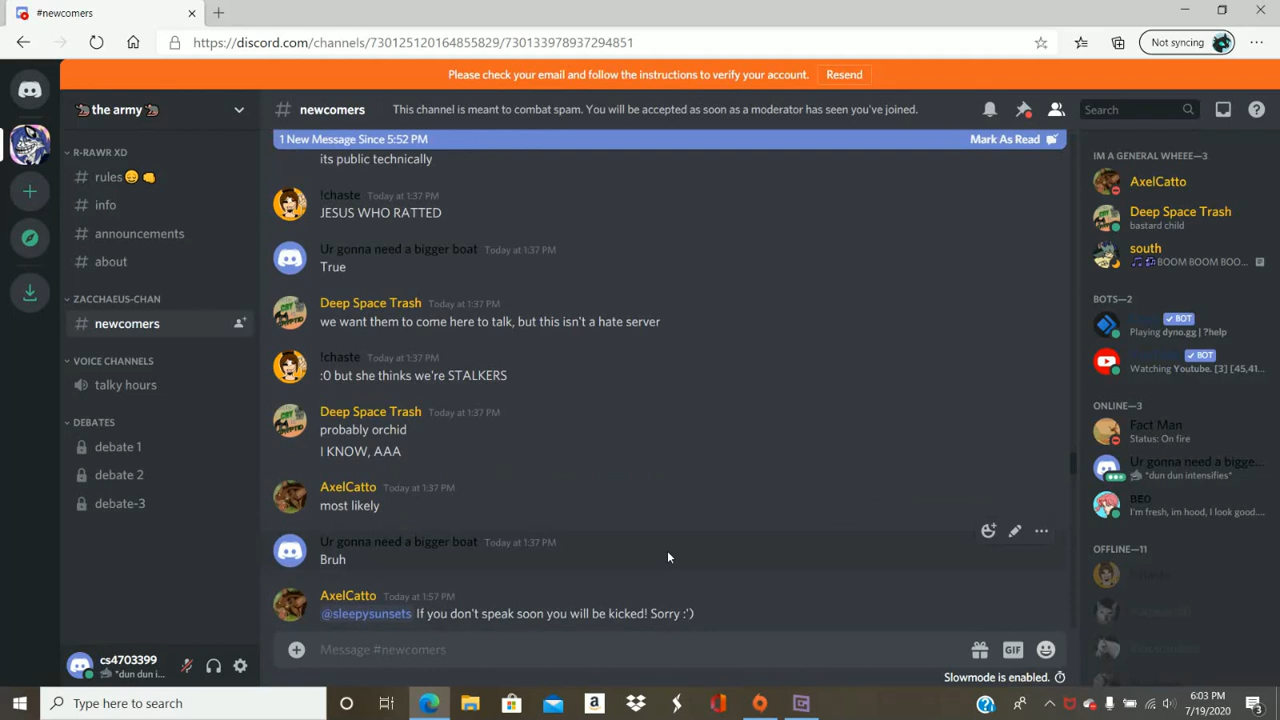 #newcomers
https://discord.com/channels/730125120164855829/730133978937294851
Not syncing
Please check your email and follow the instructions to verify your account.
Resend
the army
R-RAWR XD
# rules
# info
# announcements
# about
ZACCHAEUS-CHAN
# newcomers
VOICE CHANNELS
talky hours
DEBATES
debate 1
debate 2
debate-3
cs4703399
*dun dun i...
# newcomers
This channel is meant to combat spam. You will be accepted as soon as a moderator has seen you've joined.
Search
1 New Message Since 5:52 PM
Mark As Read
its public technically
!chaste Today at 1:37 PM
JESUS WHO RATTED
Ur gonna need a bigger boat Today at 1:37 PM
True
Deep Space Trash Today at 1:37 PM
we want them to come here to talk, but this isn't a hate server
!chaste Today at 1:37 PM
:0 but she thinks we're STALKERS
Deep Space Trash Today at 1:37 PM
probably orchid
I KNOW, AAA
AxelCatto Today at 1:37 PM
most likely
Ur gonna need a bigger boat Today at 1:37 PM
Bruh
AxelCatto Today at 1:57 PM
@sleepysunsets If you don't speak soon you will be kicked! Sorry :')
Message #newcomers
GIF
Slowmode is enabled.
IM A GENERAL WHEEE—3
AxelCatto
Deep Space Trash
bastard child
south
BOOM BOOM BOO...
BOTS—2
BOT
Playing dyno.gg | ?help
BOT
Watching Youtube. [3] [45,41...
ONLINE—3
Fact Man
Status: On fire
Ur gonna need a bigge...
*dun dun intensifies*
BEO
I'm fresh, im hood, I look good...
OFFLINE—11
!chaste
Type here to search
6:03 PM
7/19/2020
3